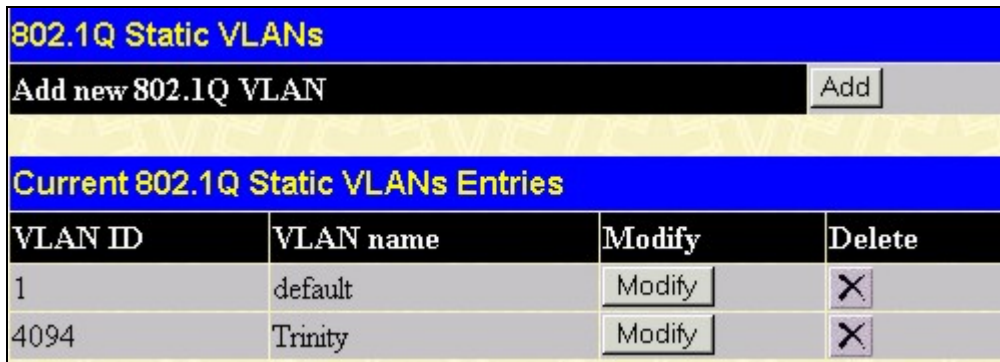 802.1Q Static VLANs
Add new 802.1Q VLAN Add
Current 802.1Q Static VLANs Entries
VLAN ID VLAN name Modify Delete
1 default Modify X
4094 Trinity Modify X